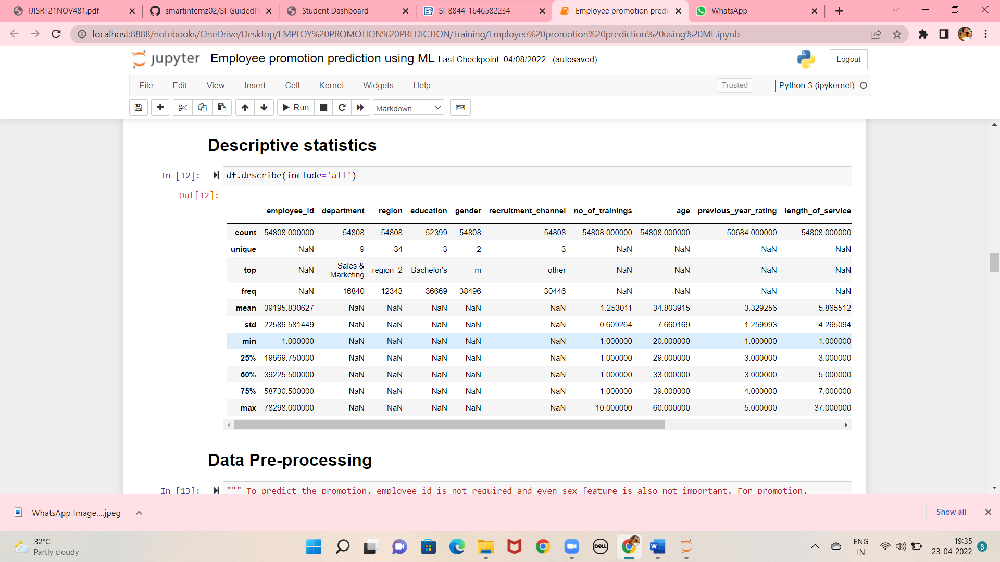 IJISRT21NOV481.pdf
smartinternz02/SI-GuidedPr
Student Dashboard
SI-8844-1646582234
Employee promotion predi
WhatsApp
localhost:8888/notebooks/OneDrive/Desktop/EMPLOY%20PROMOTION%20PREDICTION/Training/Employee%20promotion%20prediction%20using%20ML.ipynb
jupyter Employee promotion prediction using ML Last Checkpoint: 04/08/2022 (autosaved)
Logout
File Edit View Insert Cell Kernel Widgets Help
Trusted
Python 3 (ipykernel)
Run
Markdown
Descriptive statistics
In [12]: df.describe(include='all')
Out[12]:
employee_id department region education gender recruitment_channel no_of_trainings age previous_year_rating length_of_service
count 54808.000000 54808 54808 52399 54808 54808 54808.000000 54808.000000 50684.000000 54808.000000
unique NaN 9 34 3 2 3 NaN NaN NaN NaN
top NaN Sales & Marketing region_2 Bachelor's m other NaN NaN NaN NaN
freq NaN 16840 12343 36669 38496 30446 NaN NaN NaN NaN
mean 39195.830627 NaN NaN NaN NaN NaN 1.253011 34.803915 3.329256 5.865512
std 22586.581449 NaN NaN NaN NaN NaN 0.609264 7.660169 1.259993 4.265094
min 1.000000 NaN NaN NaN NaN NaN 1.000000 20.000000 1.000000 1.000000
25% 19669.750000 NaN NaN NaN NaN NaN 1.000000 29.000000 3.000000 3.000000
50% 39225.500000 NaN NaN NaN NaN NaN 1.000000 33.000000 3.000000 5.000000
75% 58730.500000 NaN NaN NaN NaN NaN 1.000000 39.000000 4.000000 7.000000
max 78298.000000 NaN NaN NaN NaN NaN 10.000000 60.000000 5.000000 37.000000
Data Pre-processing
In [13]: """ To predict the promotion, employee id is not required and even sex feature is also not important. For promotion,
WhatsApp Image....jpeg
Show all
32°C
Partly cloudy
DELL
W
ENG
IN
19:35
23-04-2022
8